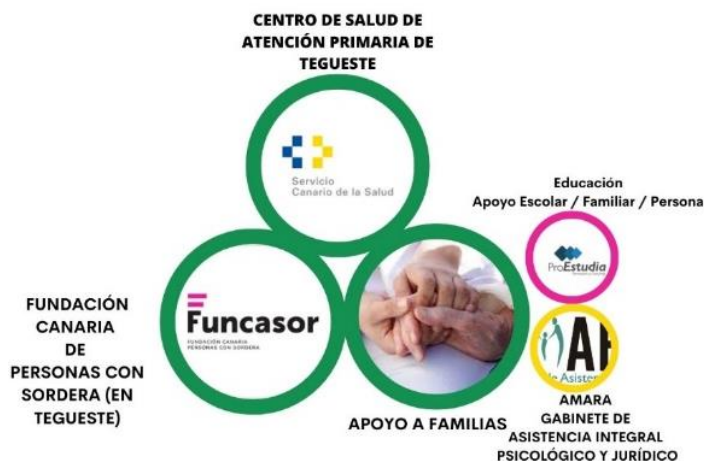 CENTRO DE SALUD DE
ATENCIÓN PRIMARIA DE
TEGUESTE
Servicio
Canario de la Salud
Educación
Apoyo Escolar / Familiar / Persona
ProEstudia
FUNDACIÓN
CANARIA
DE
PERSONAS CON
SORDERA (EN
TEGUESTE)
Funcasor
FUNDACIÓN CANARIA
PERSONAS CON SORDERA
APOYO A FAMILIAS
e Asisten
AMARA
GABINETE DE
ASISTENCIA INTEGRAL
PSICOLÓGICO Y JURÍDICO